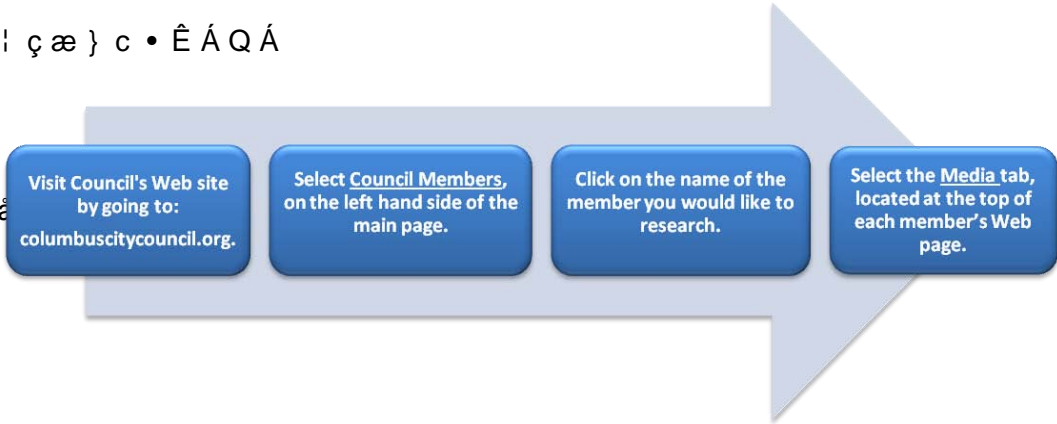 ¦ ç æ } c • Ê Á Q Á
Visit Council's Web site
by going to:
columbuscitycouncil.org.
Select Council Members,
on the left hand side of the
main page.
Click on the name of the
member you would like to
research.
Select the Media tab,
located at the top of
each member's Web
page.